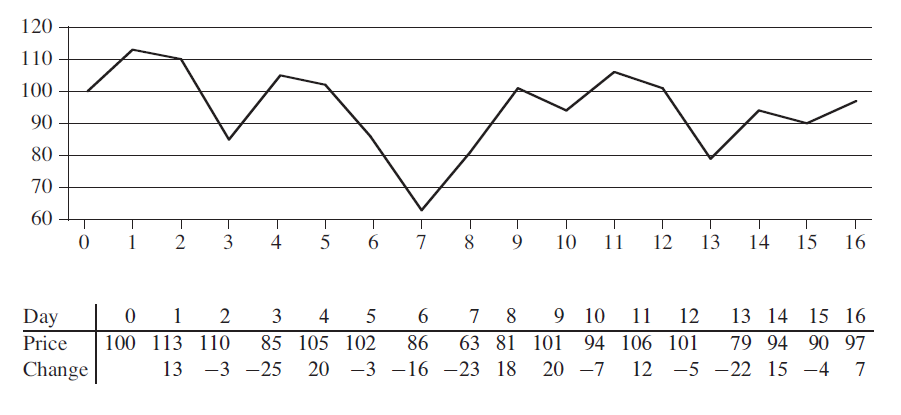 120
110
100
90
80
70
60
0 1 2 3 4 5 6 7 8 9 10 11 12 13 14 15 16
Day 0 1 2 3 4 5 6 7 8 9 10 11 12 13 14 15 16
Price 100 113 110 85 105 102 86 63 81 101 94 106 101 79 94 90 97
Change 13 −3 −25 20 −3 −16 −23 18 20 −7 12 −5 −22 15 −4 7